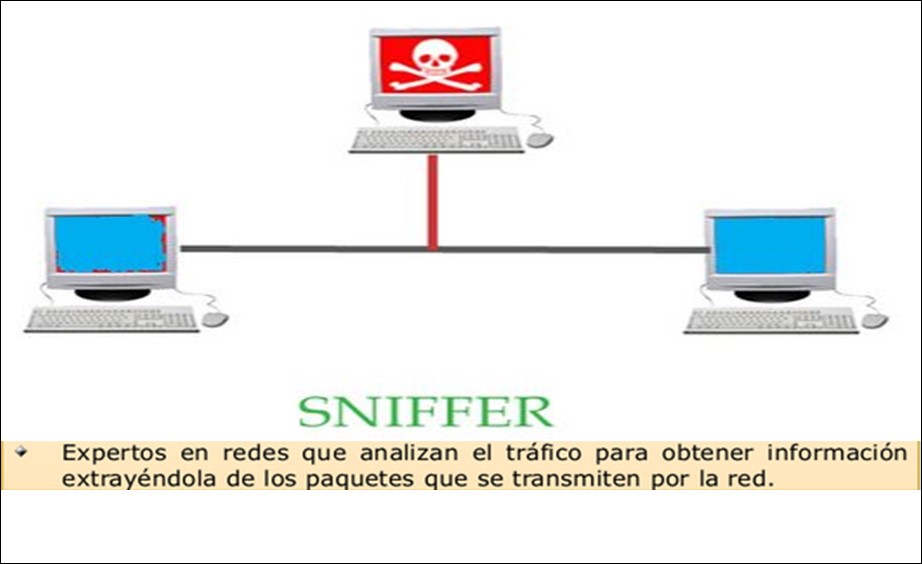 SNIFFER
Expertos en redes que analizan el tráfico para obtener información
extrayéndola de los paquetes que se transmiten por la red.